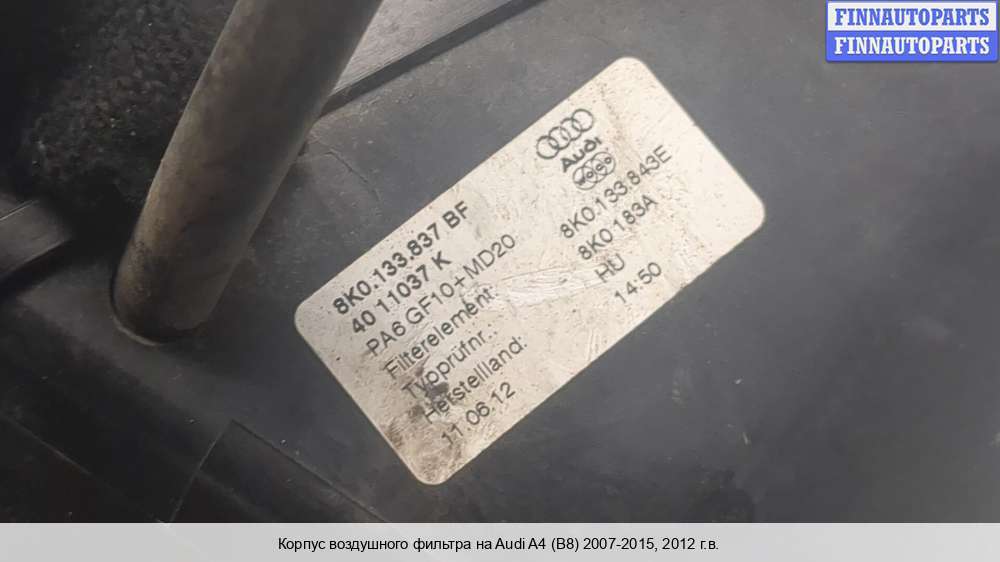 FINNAUTOPARTS
FINNAUTOPARTS
Audi
8K0.133.837 BF
40 11037 K
PA6 GF10+MD20
Filterelement: 8K0.133.843E
Typprüfnr.: 8K0 183A
Herstellland: HU
11.06.12 14:50
Корпус воздушного фильтра на Audi A4 (B8) 2007-2015, 2012 г.в.